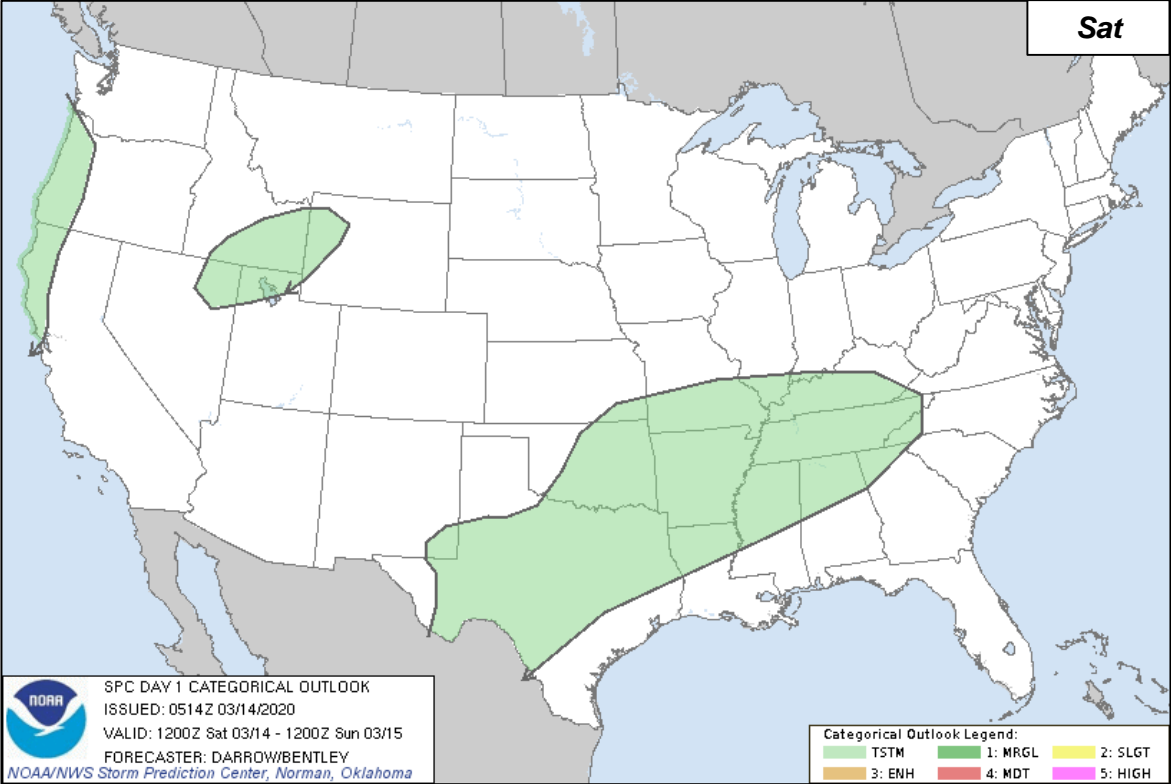 Sat
NOAA
SPC DAY 1 CATEGORICAL OUTLOOK
ISSUED: 0514Z 03/14/2020
VALID: 1200Z Sat 03/14 - 1200Z Sun 03/15
FORECASTER: DARROW/BENTLEY
NOAA/NWS Storm Prediction Center, Norman, Oklahoma
Categorical Outlook Legend:
TSTM 1: MRGL 2: SLGT
3: ENH 4: MDT 5: HIGH